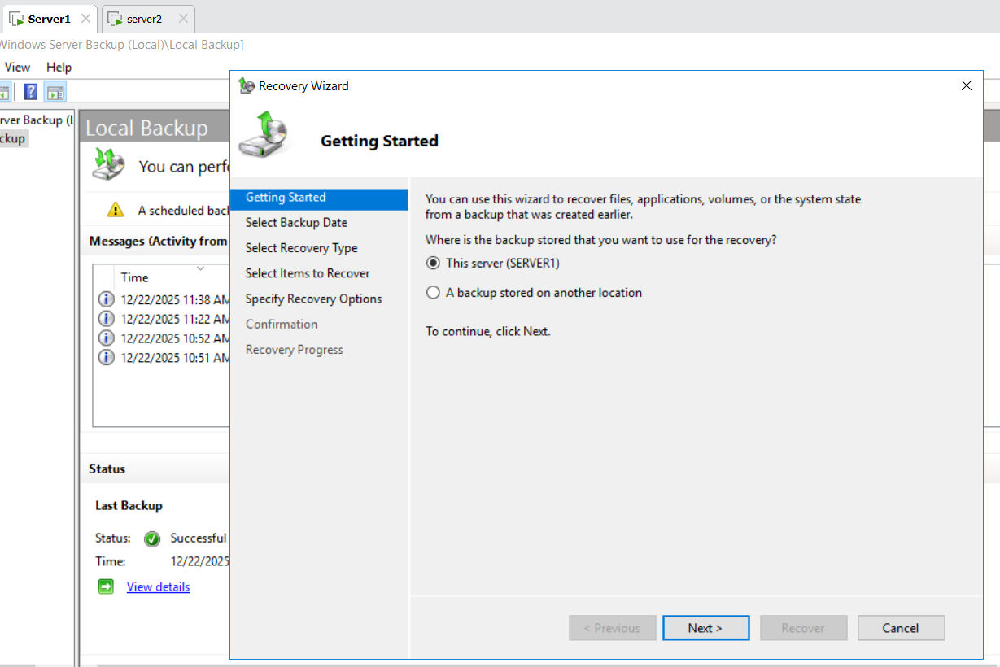 Server1
server2
Windows Server Backup (Local)\Local Backup]
View Help
rver Backup (L
ckup
Local Backup
You can perfo
A scheduled back
Messages (Activity from
Time
12/22/2025 11:38 AM
12/22/2025 11:22 AM
12/22/2025 10:52 AM
12/22/2025 10:51 AM
Status
Last Backup
Status: Successful
Time: 12/22/2025
View details
Recovery Wizard
Getting Started
Getting Started
Select Backup Date
Select Recovery Type
Select Items to Recover
Specify Recovery Options
Confirmation
Recovery Progress
You can use this wizard to recover files, applications, volumes, or the system state
from a backup that was created earlier.
Where is the backup stored that you want to use for the recovery?
This server (SERVER1)
A backup stored on another location
To continue, click Next.
< Previous
Next >
Recover
Cancel